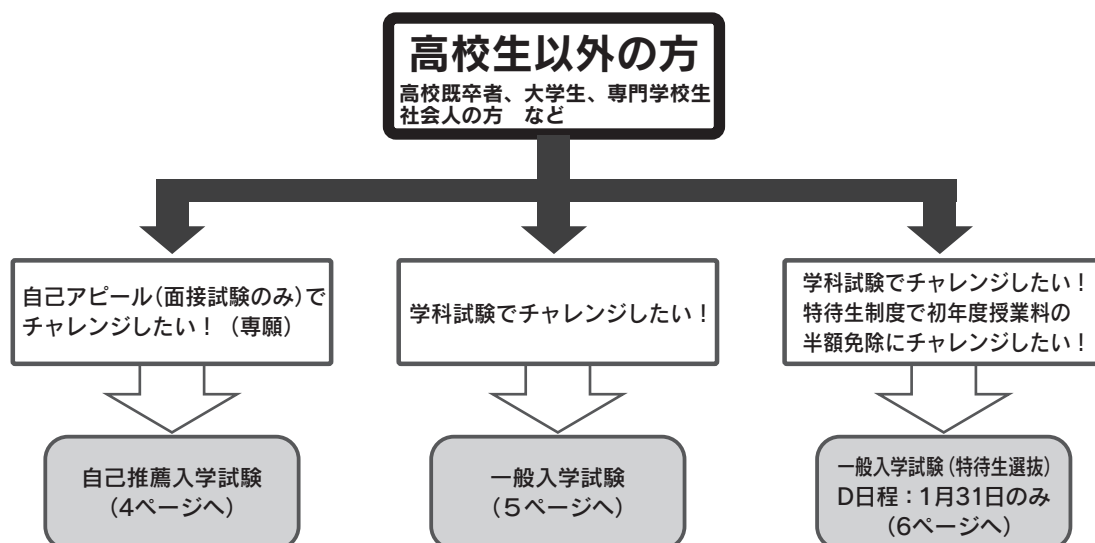 高校生以外の方
高校既卒者、大学生、専門学校生
社会人の方　など
自己アピール(面接試験のみ)で
チャレンジしたい！（専願）
学科試験でチャレンジしたい！
学科試験でチャレンジしたい！
特待生制度で初年度授業料の
半額免除にチャレンジしたい！
自己推薦入学試験
(4ページへ)
一般入学試験
(5ページへ)
一般入学試験(特待生選抜)
D日程：1月31日のみ
(6ページへ)